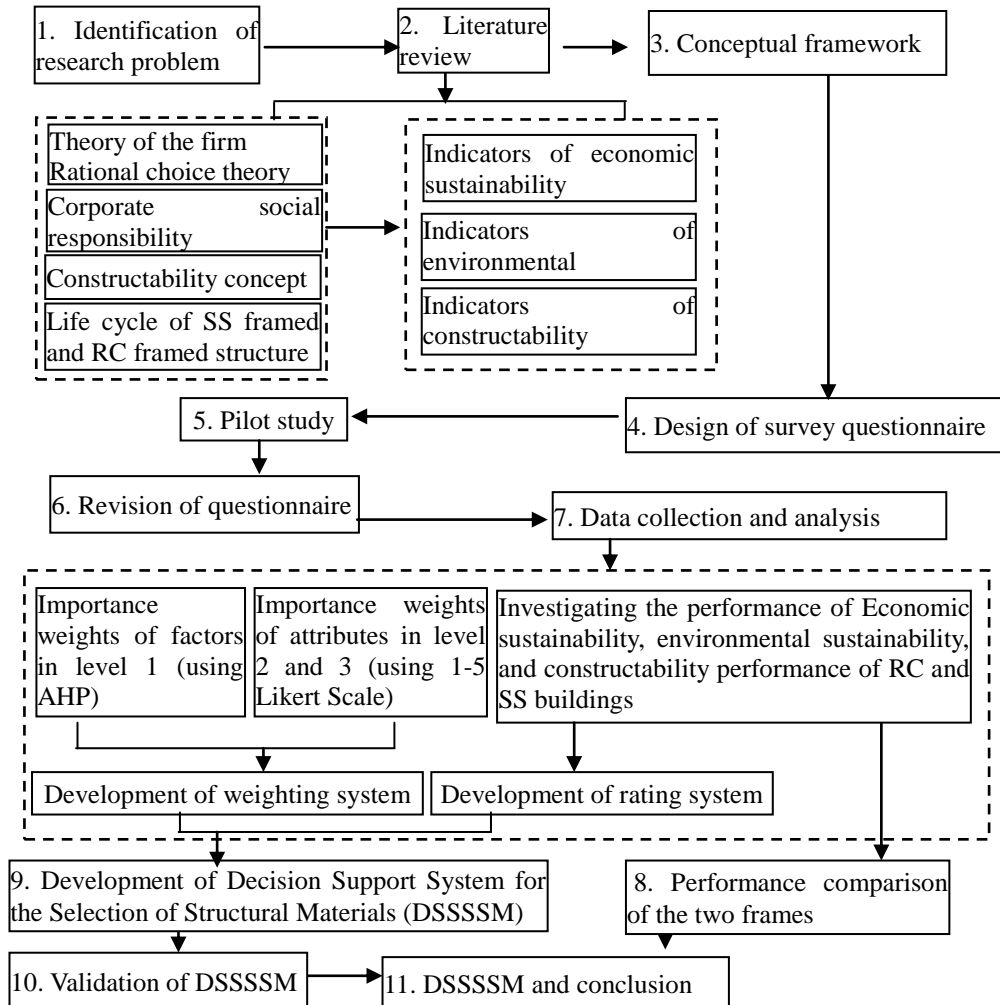 1. Identification of
research problem
2. Literature
review
3. Conceptual framework
Theory of the firm
Rational choice theory
Corporate social
responsibility
Constructability concept
Life cycle of SS framed
and RC framed structure
Indicators of economic
sustainability
Indicators of
environmental
Indicators of
constructability
4. Design of survey questionnaire
5. Pilot study
6. Revision of questionnaire
7. Data collection and analysis
Importance
weights of factors
in level 1 (using
AHP)
Importance weights
of attributes in level
2 and 3 (using 1-5
Likert Scale)
Investigating the performance of Economic
sustainability, environmental sustainability,
and constructability performance of RC and
SS buildings
Development of weighting system
Development of rating system
9. Development of Decision Support System for
the Selection of Structural Materials (DSSSSM)
8. Performance comparison
of the two frames
10. Validation of DSSSSM
11. DSSSSM and conclusion